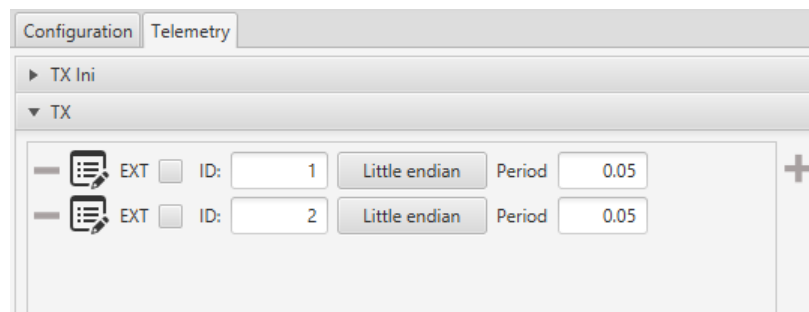 Configuration Telemetry
TX Ini
TX
EXT ID: 1 Little endian Period 0.05
EXT ID: 2 Little endian Period 0.05